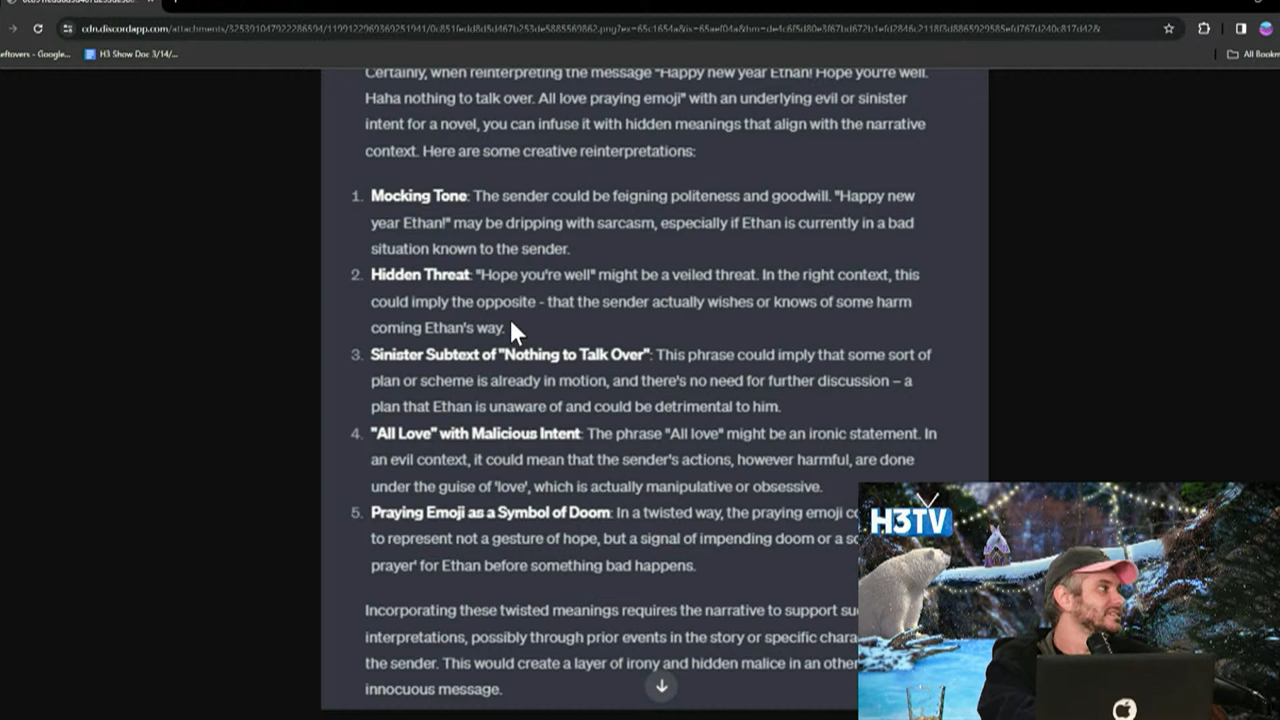 cdn.discordapp.com
eftovers - Google...
H3 Show Doc 3/14/...
All Bookm
Certainly, when reinterpreting the message "Happy new year Ethan! Hope you're well.
Haha nothing to talk over. All love praying emoji" with an underlying evil or sinister
intent for a novel, you can infuse it with hidden meanings that align with the narrative
context. Here are some creative reinterpretations:
1. Mocking Tone: The sender could be feigning politeness and goodwill. "Happy new
year Ethan!" may be dripping with sarcasm, especially if Ethan is currently in a bad
situation known to the sender.
2. Hidden Threat: "Hope you're well" might be a veiled threat. In the right context, this
could imply the opposite - that the sender actually wishes or knows of some harm
coming Ethan's way.
3. Sinister Subtext of "Nothing to Talk Over": This phrase could imply that some sort of
plan or scheme is already in motion, and there's no need for further discussion – a
plan that Ethan is unaware of and could be detrimental to him.
4. "All Love" with Malicious Intent: The phrase "All love" might be an ironic statement. In
an evil context, it could mean that the sender's actions, however harmful, are done
under the guise of 'love', which is actually manipulative or obsessive.
5. Praying Emoji as a Symbol of Doom: In a twisted way, the praying emoji co
to represent not a gesture of hope, but a signal of impending doom or a so
prayer' for Ethan before something bad happens.
Incorporating these twisted meanings requires the narrative to support su
interpretations, possibly through prior events in the story or specific chara
the sender. This would create a layer of irony and hidden malice in an other
innocuous message.
H3TV